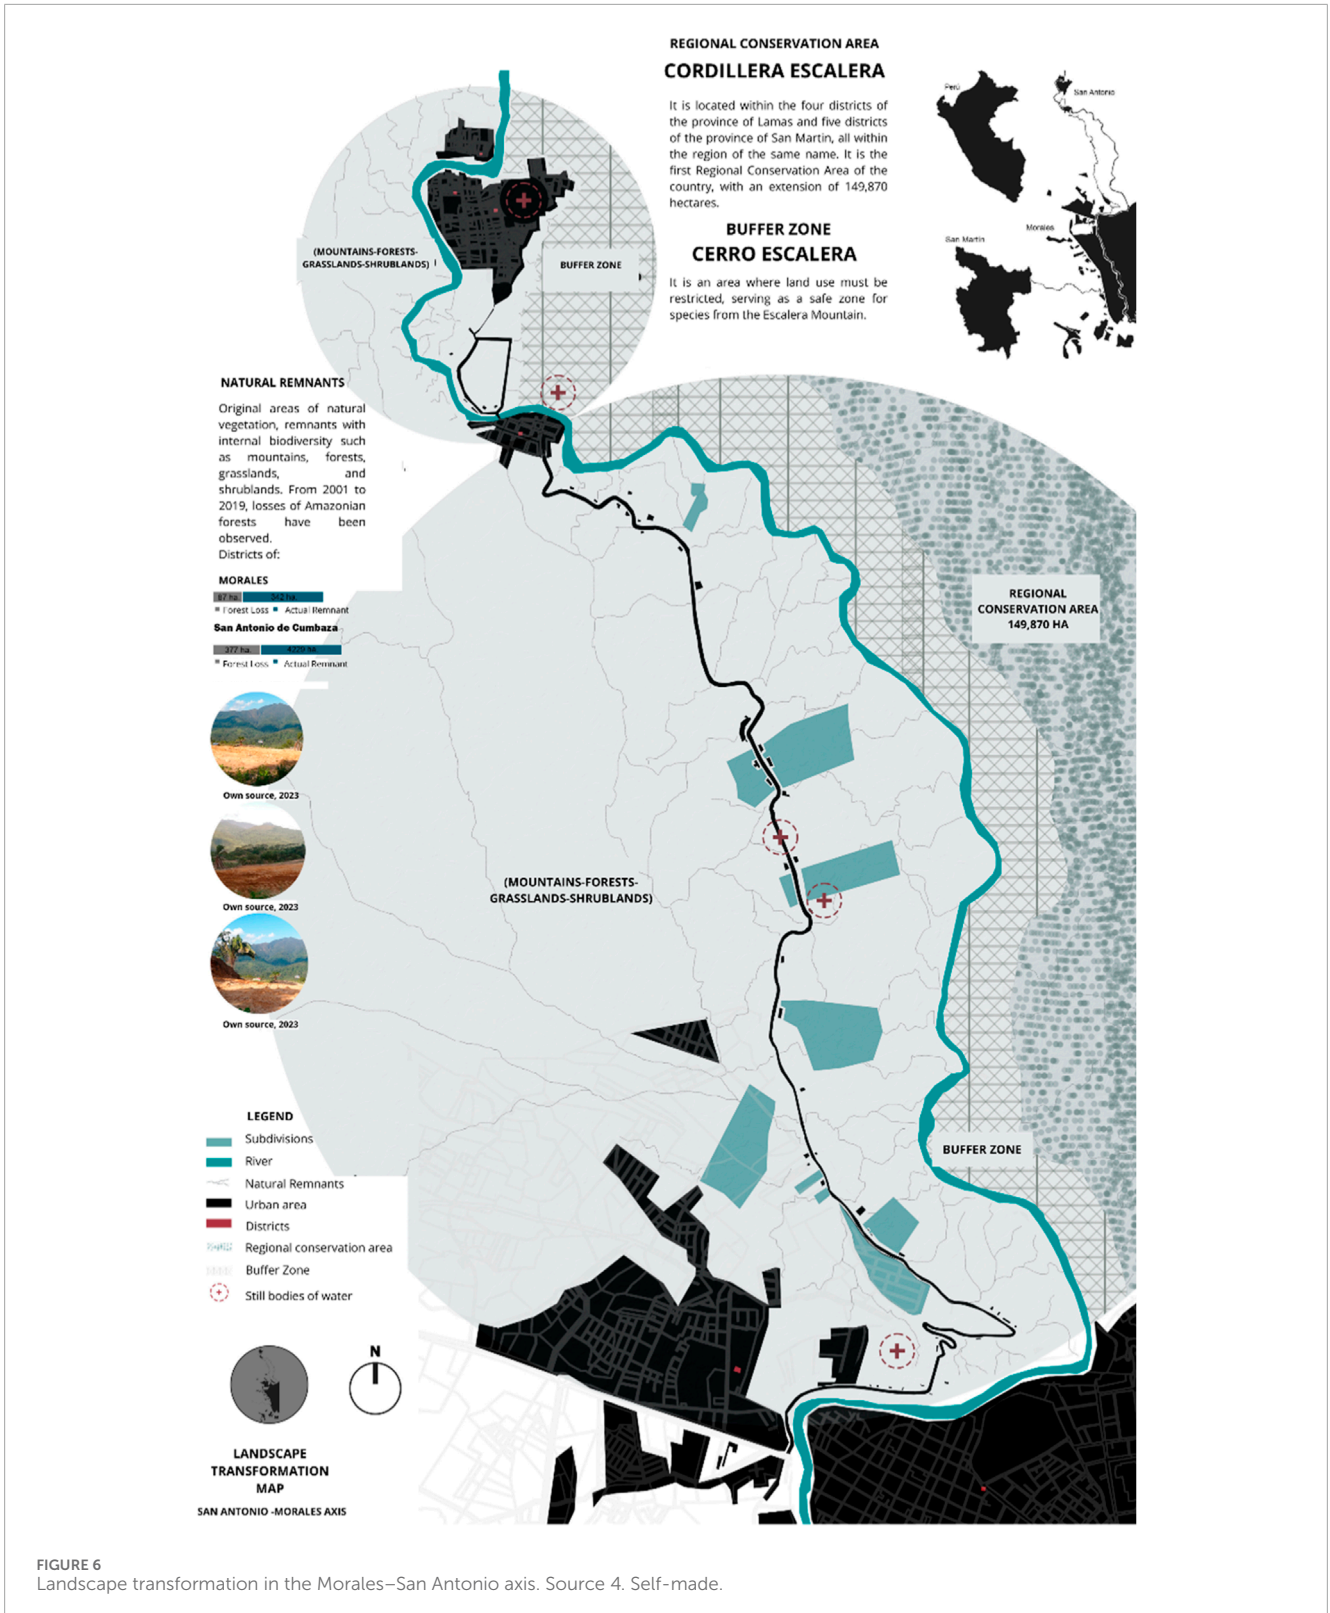 REGIONAL CONSERVATION AREA
CORDILLERA ESCALERA
It is located within the four districts of
the province of Lamas and five districts
of the province of San Martin, all within
the region of the same name. It is the
first Regional Conservation Area of the
country, with an extension of 149,870
hectares.
BUFFER ZONE
CERRO ESCALERA
It is an area where land use must be
restricted, serving as a safe zone for
species from the Escalera Mountain.
Perú
San Antonio
Morales
San Martin
(MOUNTAINS-FORESTS-
GRASSLANDS-SHRUBLANDS)
BUFFER ZONE
NATURAL REMNANTS
Original areas of natural
vegetation, remnants with
internal biodiversity such
as mountains, forests,
grasslands, and
shrublands. From 2001 to
2019, losses of Amazonian
forests have been
observed.
Districts of:
MORALES
67 ha. 342 ha.
Forest Loss Actual Remnant
San Antonio de Cumbaza
377 ha. 4229 ha.
Forest Loss Actual Remnant
REGIONAL
CONSERVATION AREA
149,870 HA
Own source, 2023
Own source, 2023
Own source, 2023
(MOUNTAINS-FORESTS-
GRASSLANDS-SHRUBLANDS)
BUFFER ZONE
LEGEND
Subdivisions
River
Natural Remnants
Urban area
Districts
Regional conservation area
Buffer Zone
Still bodies of water
N
LANDSCAPE
TRANSFORMATION
MAP
SAN ANTONIO -MORALES AXIS
FIGURE 6
Landscape transformation in the Morales–San Antonio axis. Source 4. Self-made.